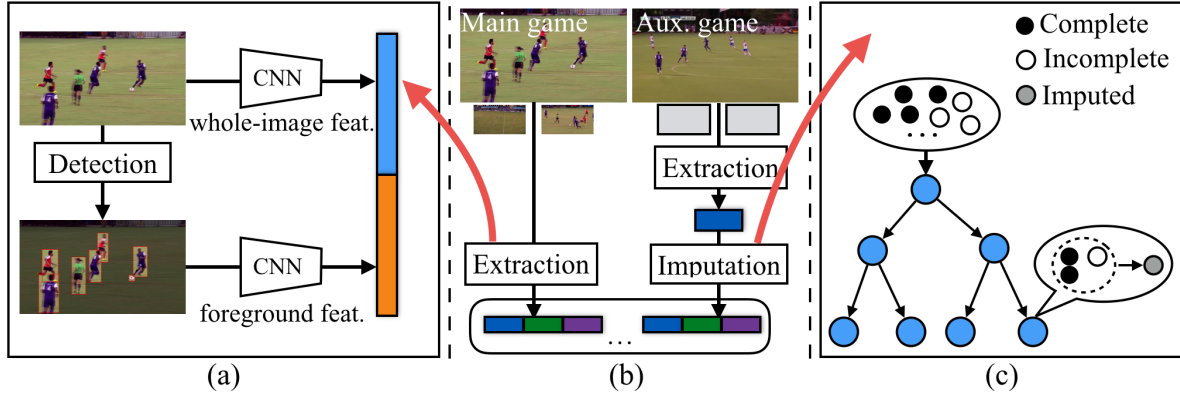 CNN
whole-image feat.
Detection
CNN
foreground feat.
(a)
Main game
Aux. game
Extraction
Extraction
Imputation
...
(b)
Complete
Incomplete
Imputed
...
(c)